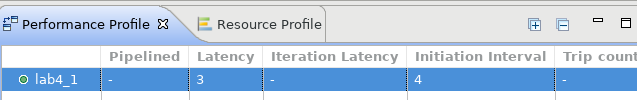 Performance Profile Resource Profile
Pipelined Latency Iteration Latency Initiation Interval Trip count
lab4_1 - 3 - 4 -